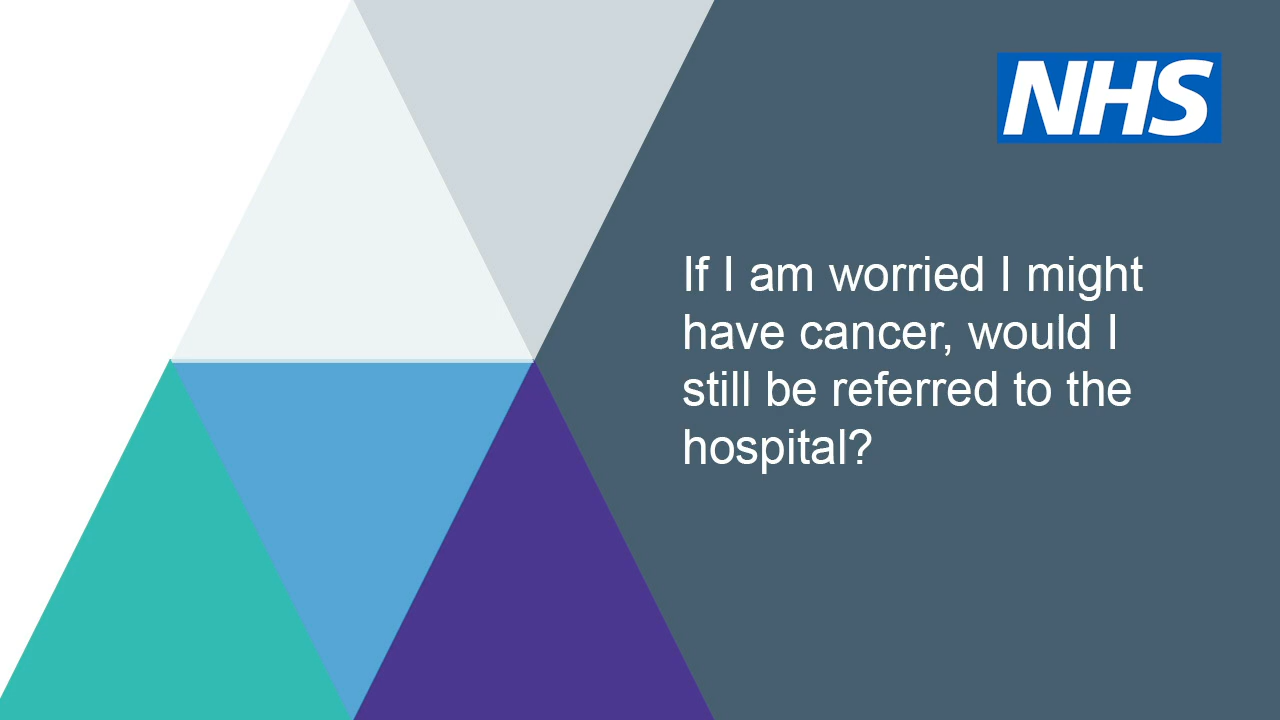 NHS
If I am worried I might
have cancer, would I
still be referred to the
hospital?